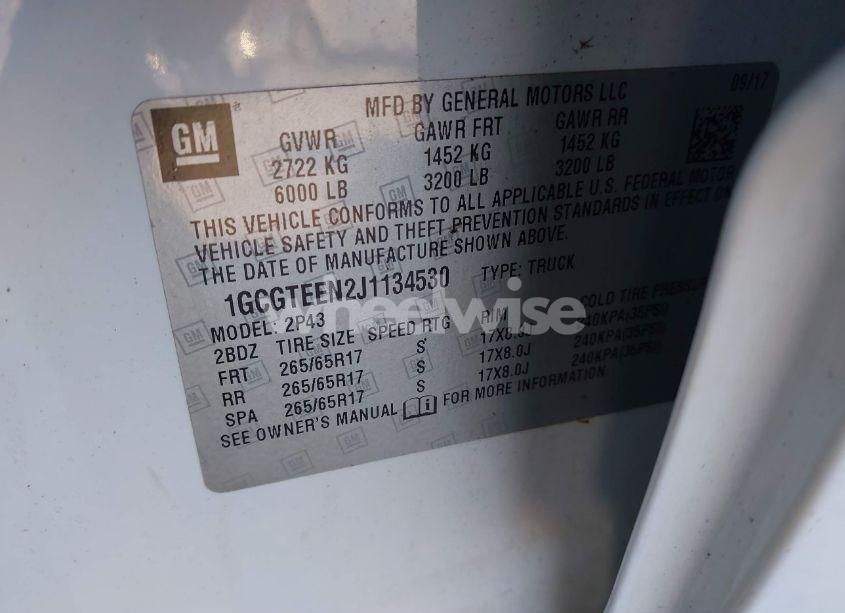 GM
MFD BY GENERAL MOTORS LLC
09/17
GVWR GAWR FRT GAWR RR
2722 KG 1452 KG 1452 KG
6000 LB 3200 LB 3200 LB
THIS VEHICLE CONFORMS TO ALL APPLICABLE U.S. FEDERAL MOTOR
VEHICLE SAFETY AND THEFT PREVENTION STANDARDS IN EFFECT ON
THE DATE OF MANUFACTURE SHOWN ABOVE.
1GCGTEEN2J1134530 TYPE: TRUCK
wheelwise
MODEL: 2P43
2BDZ TIRE SIZE SPEED RTG RIM COLD TIRE PRESSURE
FRT 265/65R17 S 17X8.0J 240KPA(35PSI)
RR 265/65R17 S 17X8.0J 240KPA(35PSI)
SPA 265/65R17 S 17X8.0J 240KPA(35PSI)
SEE OWNER'S MANUAL FOR MORE INFORMATION